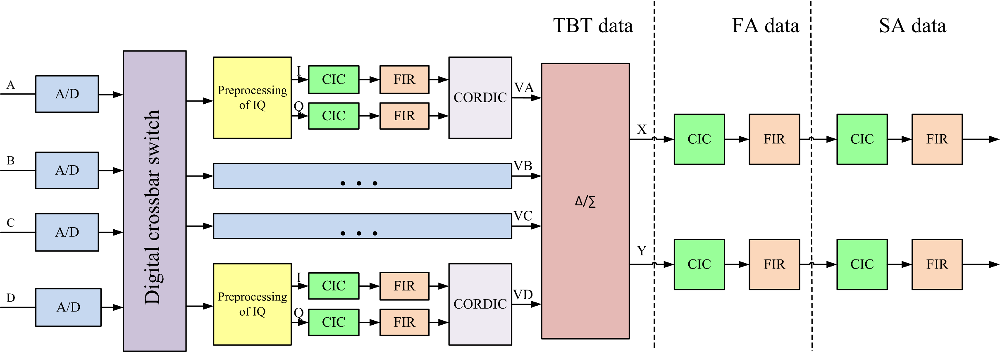 TBT data
FA data
SA data
A
A/D
B
A/D
C
A/D
D
A/D
Digital crossbar switch
Preprocessing
of IQ
I
CIC
FIR
Q
CIC
FIR
CORDIC
VA
• • •
VB
• • •
VC
Preprocessing
of IQ
I
CIC
FIR
Q
CIC
FIR
CORDIC
VD
Δ/∑
X
CIC
FIR
CIC
FIR
Y
CIC
FIR
CIC
FIR